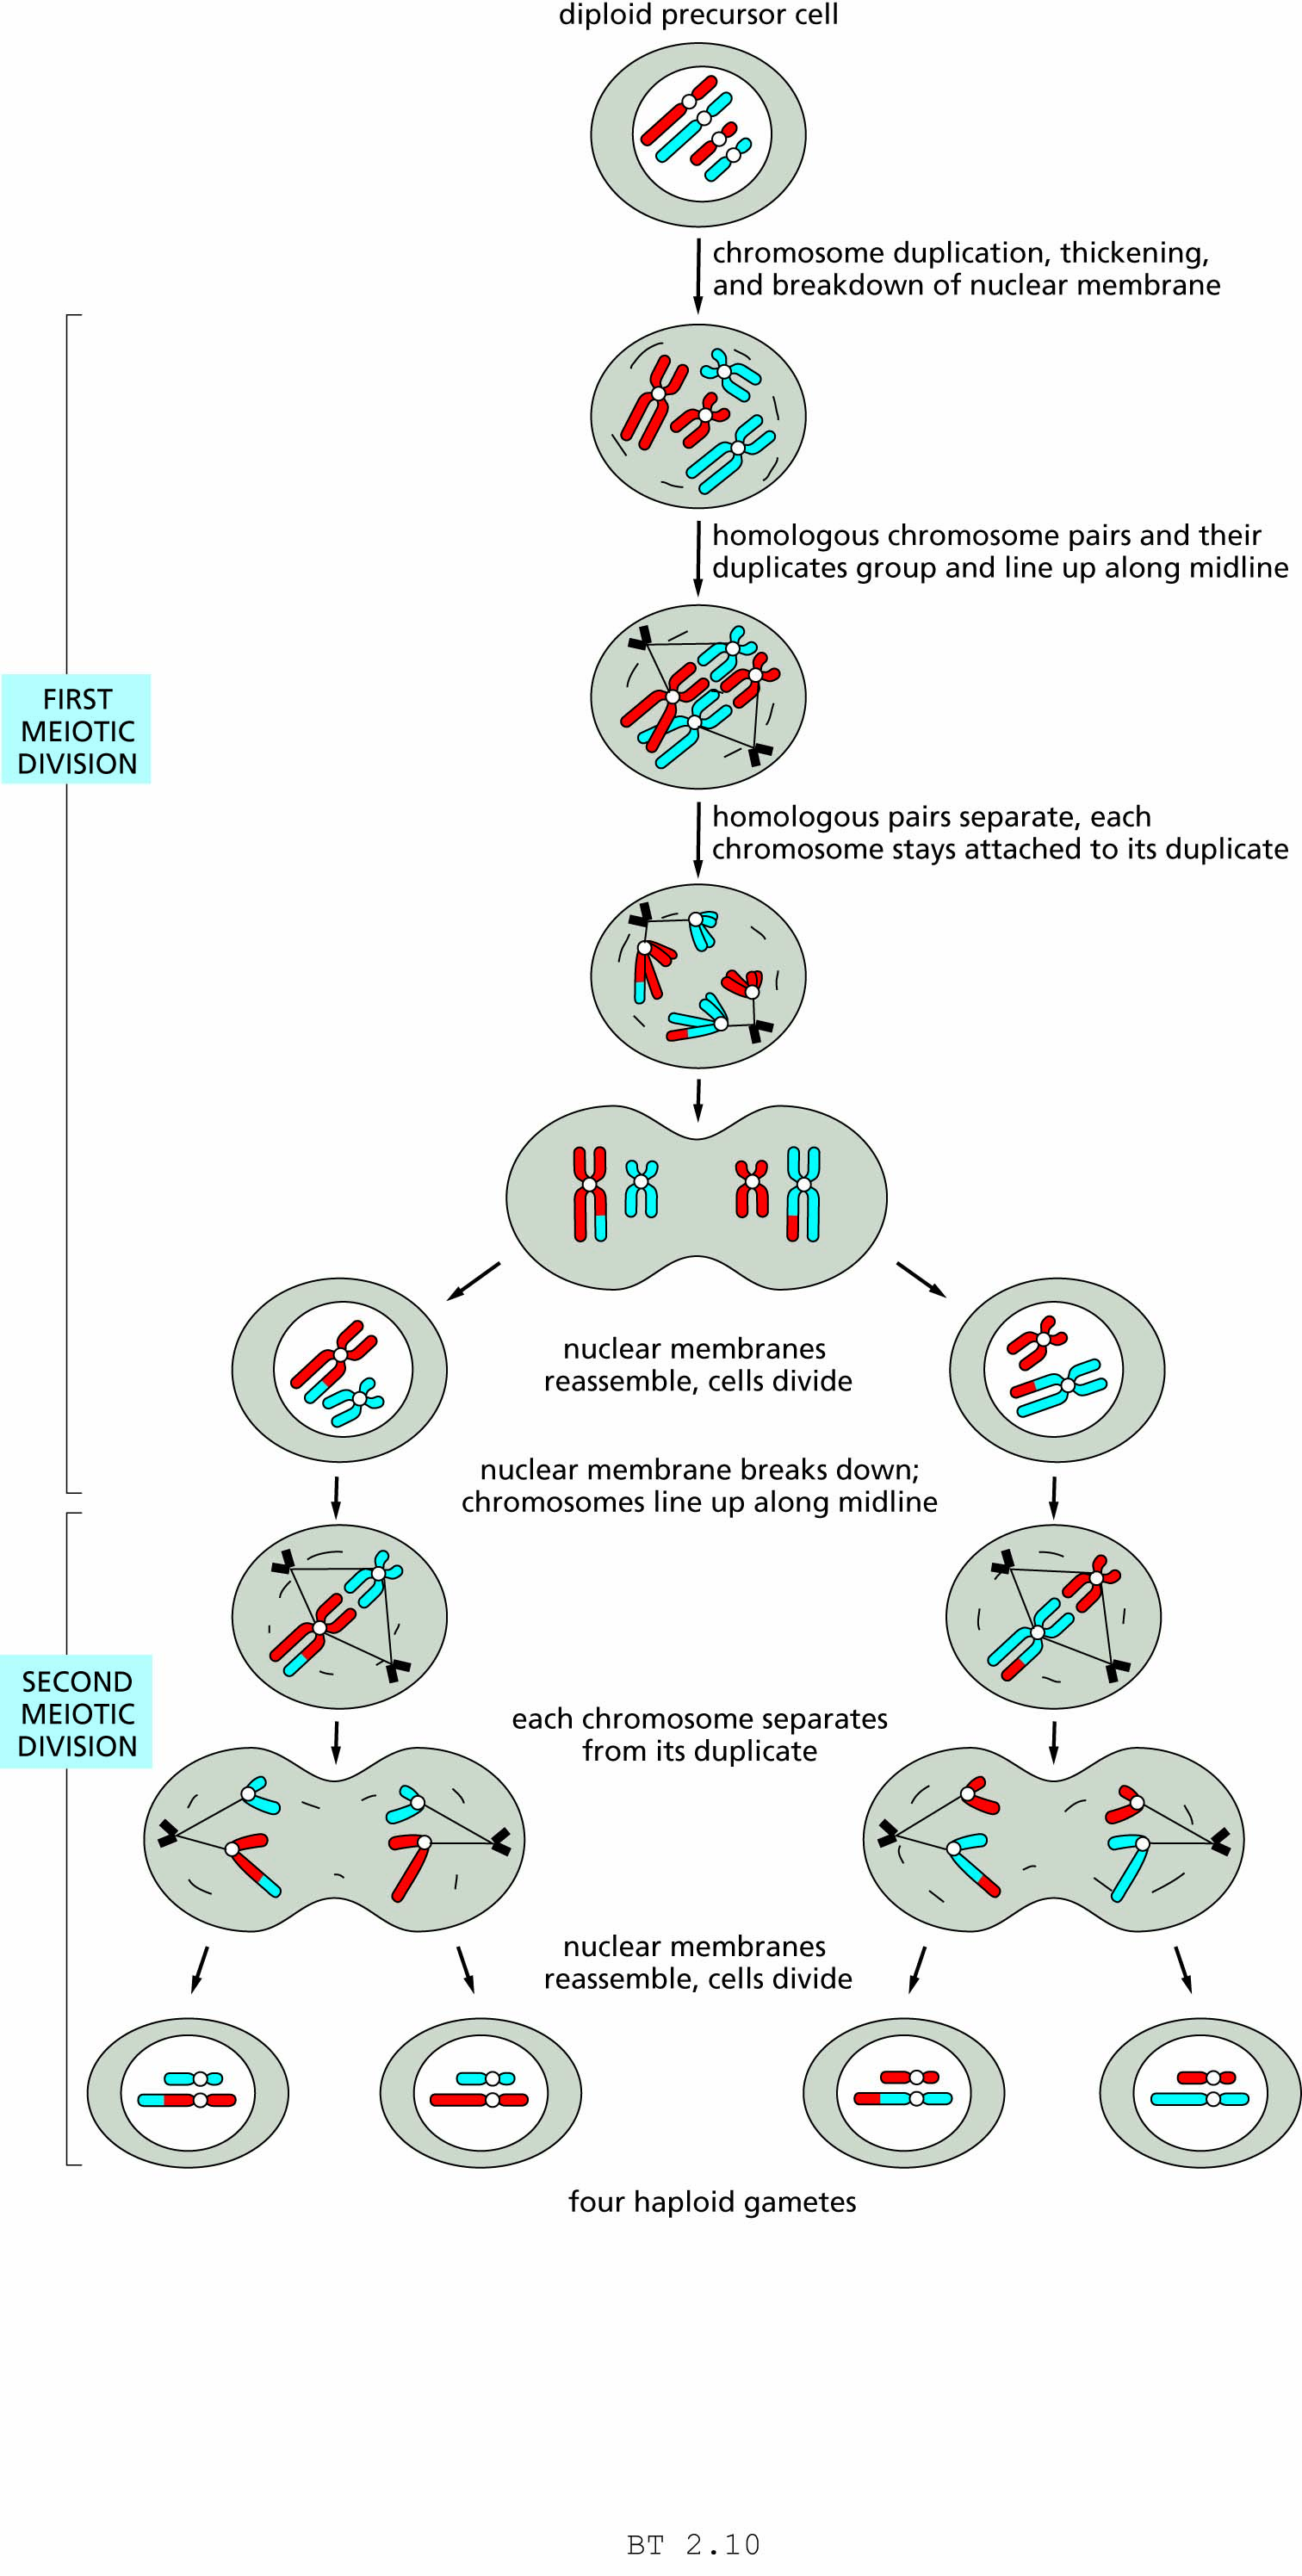 diploid precursor cell
chromosome duplication, thickening,
and breakdown of nuclear membrane
homologous chromosome pairs and their
duplicates group and line up along midline
FIRST
MEIOTIC
DIVISION
homologous pairs separate, each
chromosome stays attached to its duplicate
nuclear membranes
reassemble, cells divide
nuclear membrane breaks down;
chromosomes line up along midline
SECOND
MEIOTIC
DIVISION
each chromosome separates
from its duplicate
nuclear membranes
reassemble, cells divide
four haploid gametes
BT 2.10